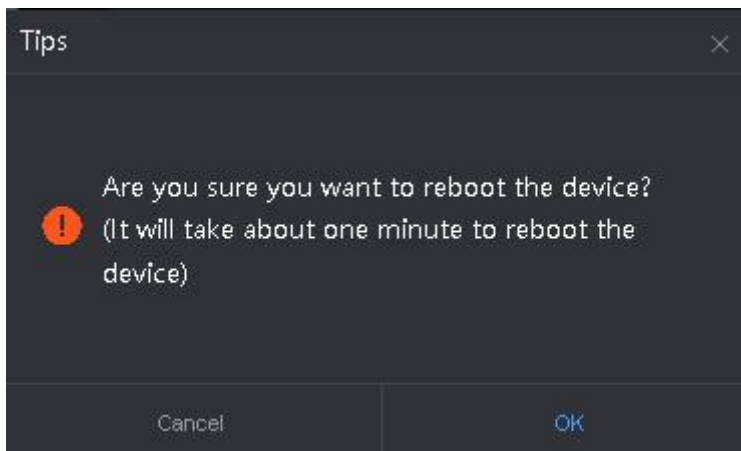 Tips
Are you sure you want to reboot the device?
(It will take about one minute to reboot the
device)
Cancel
OK